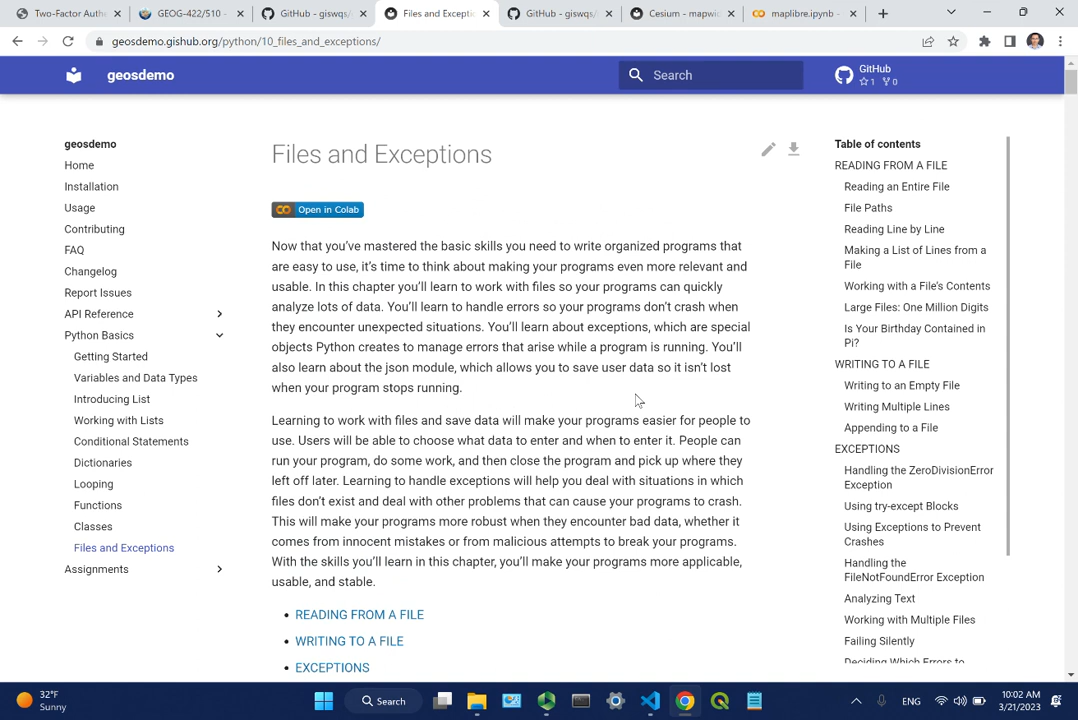 Two-Factor Auth
GEOG-422/510 -
GitHub - giswqs/
Files and Excepti
GitHub - giswqs/
Cesium - mapwid
maplibre.ipynb -
geosdemo.gishub.org/python/10_files_and_exceptions/
geosdemo
Search
GitHub
1 0
geosdemo
Home
Installation
Usage
Contributing
FAQ
Changelog
Report Issues
API Reference
Python Basics
Getting Started
Variables and Data Types
Introducing List
Working with Lists
Conditional Statements
Dictionaries
Looping
Functions
Classes
Files and Exceptions
Assignments
Files and Exceptions
Open in Colab
Now that you've mastered the basic skills you need to write organized programs that
are easy to use, it's time to think about making your programs even more relevant and
usable. In this chapter you'll learn to work with files so your programs can quickly
analyze lots of data. You'll learn to handle errors so your programs don't crash when
they encounter unexpected situations. You'll learn about exceptions, which are special
objects Python creates to manage errors that arise while a program is running. You'll
also learn about the json module, which allows you to save user data so it isn't lost
when your program stops running.
Learning to work with files and save data will make your programs easier for people to
use. Users will be able to choose what data to enter and when to enter it. People can
run your program, do some work, and then close the program and pick up where they
left off later. Learning to handle exceptions will help you deal with situations in which
files don't exist and deal with other problems that can cause your programs to crash.
This will make your programs more robust when they encounter bad data, whether it
comes from innocent mistakes or from malicious attempts to break your programs.
With the skills you'll learn in this chapter, you'll make your programs more applicable,
usable, and stable.
• READING FROM A FILE
• WRITING TO A FILE
• EXCEPTIONS
Table of contents
READING FROM A FILE
Reading an Entire File
File Paths
Reading Line by Line
Making a List of Lines from a
File
Working with a File's Contents
Large Files: One Million Digits
Is Your Birthday Contained in
Pi?
WRITING TO A FILE
Writing to an Empty File
Writing Multiple Lines
Appending to a File
EXCEPTIONS
Handling the ZeroDivisionError
Exception
Using try-except Blocks
Using Exceptions to Prevent
Crashes
Handling the
FileNotFoundError Exception
Analyzing Text
Working with Multiple Files
Failing Silently
Deciding Which Errors to
32°F
Sunny
Search
ENG
10:02 AM
3/21/2023